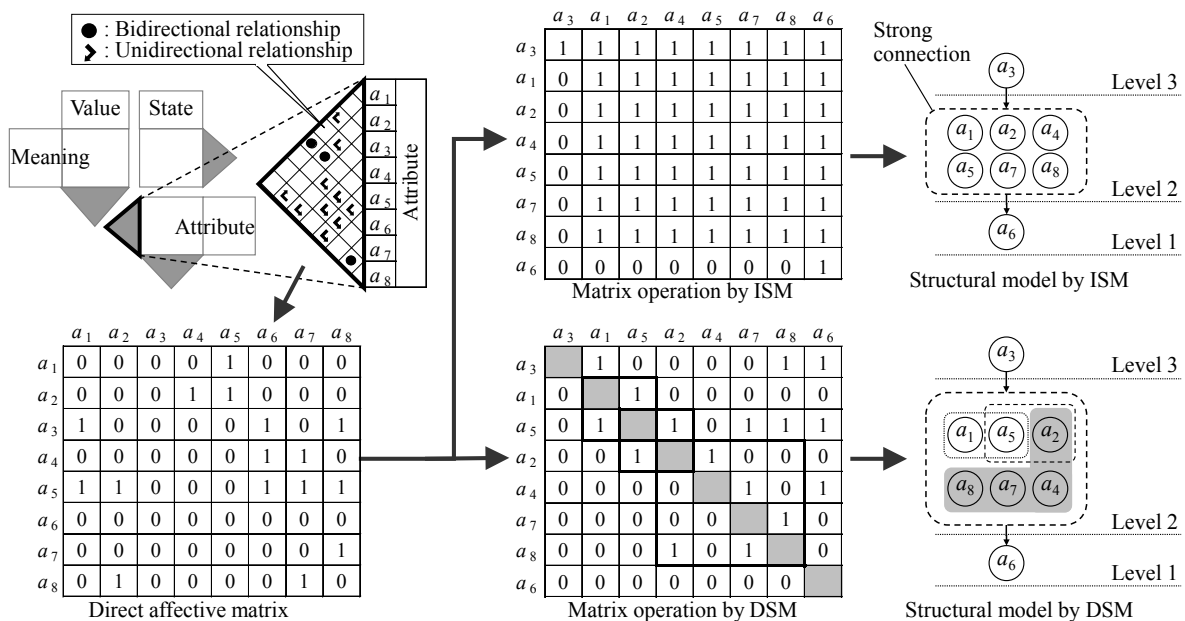 ● : Bidirectional relationship
: Unidirectional relationship
Value State
Meaning
Attribute
a1
a2
a3
a4
a5
a6
a7
a8
Attribute
a1 a2 a3 a4 a5 a6 a7 a8
a1 0 0 0 0 1 0 0 0
a2 0 0 0 1 1 0 0 0
a3 1 0 0 0 0 1 0 1
a4 0 0 0 0 0 1 1 0
a5 1 1 0 0 0 1 1 1
a6 0 0 0 0 0 0 0 0
a7 0 0 0 0 0 0 0 1
a8 0 1 0 0 0 0 1 0
Direct affective matrix
a3 a1 a2 a4 a5 a7 a8 a6
a3 1 1 1 1 1 1 1 1
a1 0 1 1 1 1 1 1 1
a2 0 1 1 1 1 1 1 1
a4 0 1 1 1 1 1 1 1
a5 0 1 1 1 1 1 1 1
a7 0 1 1 1 1 1 1 1
a8 0 1 1 1 1 1 1 1
a6 0 0 0 0 0 0 0 1
Matrix operation by ISM
Strong
connection
a3
Level 3
a1 a2 a4
a5 a7 a8
Level 2
a6
Level 1
Structural model by ISM
a3 a1 a5 a2 a4 a7 a8 a6
a3 1 0 0 0 0 1 1
a1 0 1 0 0 0 0 0
a5 0 1 1 0 1 1 1
a2 0 0 1 1 0 0 0
a4 0 0 0 0 1 0 1
a7 0 0 0 0 0 1 0
a8 0 0 0 1 0 1 0
a6 0 0 0 0 0 0 0
Matrix operation by DSM
a3
Level 3
a1 a5 a2
a8 a7 a4
Level 2
a6
Level 1
Structural model by DSM